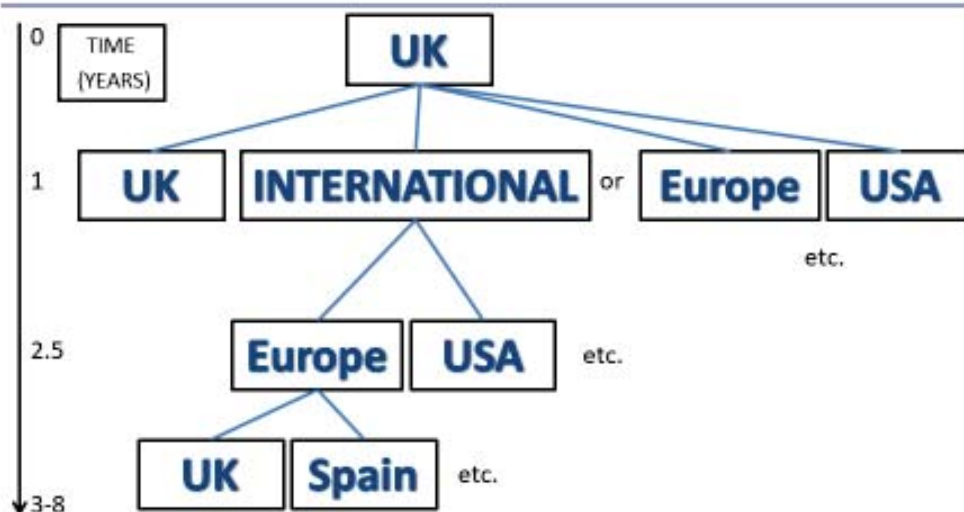 0
TIME
(YEARS)
UK
1
UK INTERNATIONAL or Europe USA
etc.
2.5
Europe USA etc.
UK Spain etc.
3-8